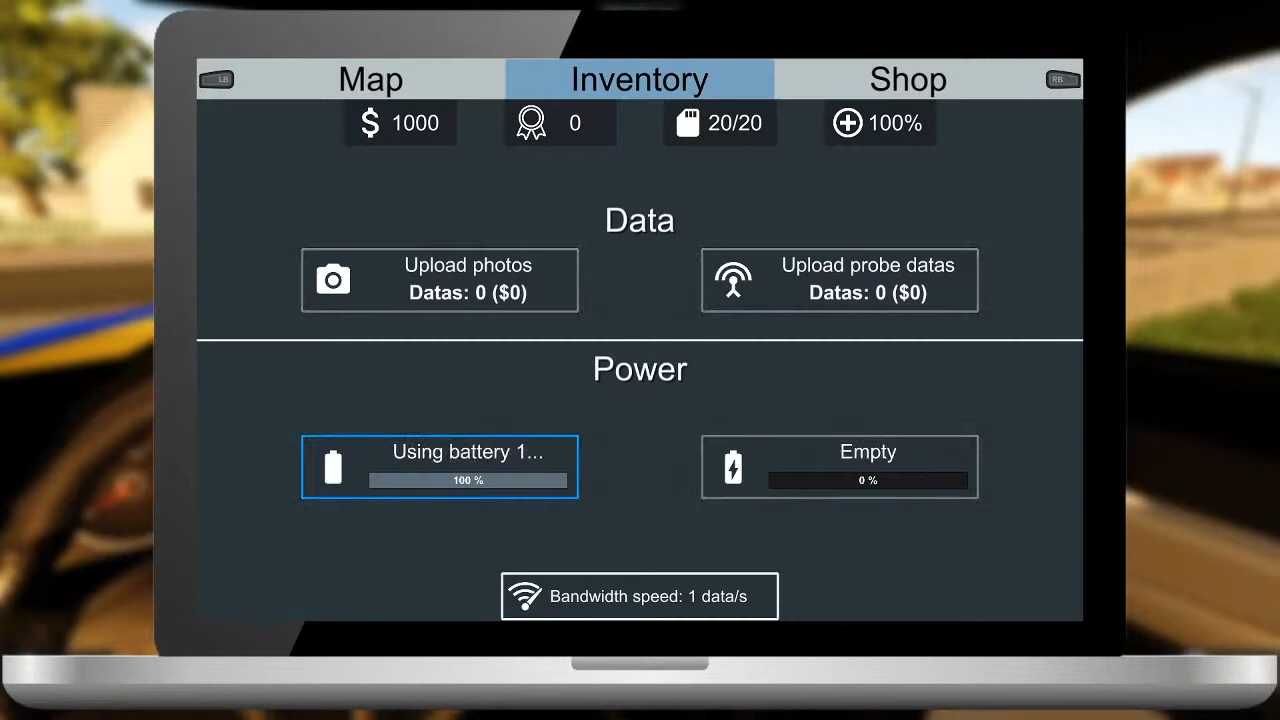 LB Map Inventory Shop RB
$ 1000 0 20/20 100%
Data
Upload photos
Datas: 0 ($0)
Upload probe datas
Datas: 0 ($0)
Power
Using battery 1...
100 %
Empty
0 %
Bandwidth speed: 1 data/s